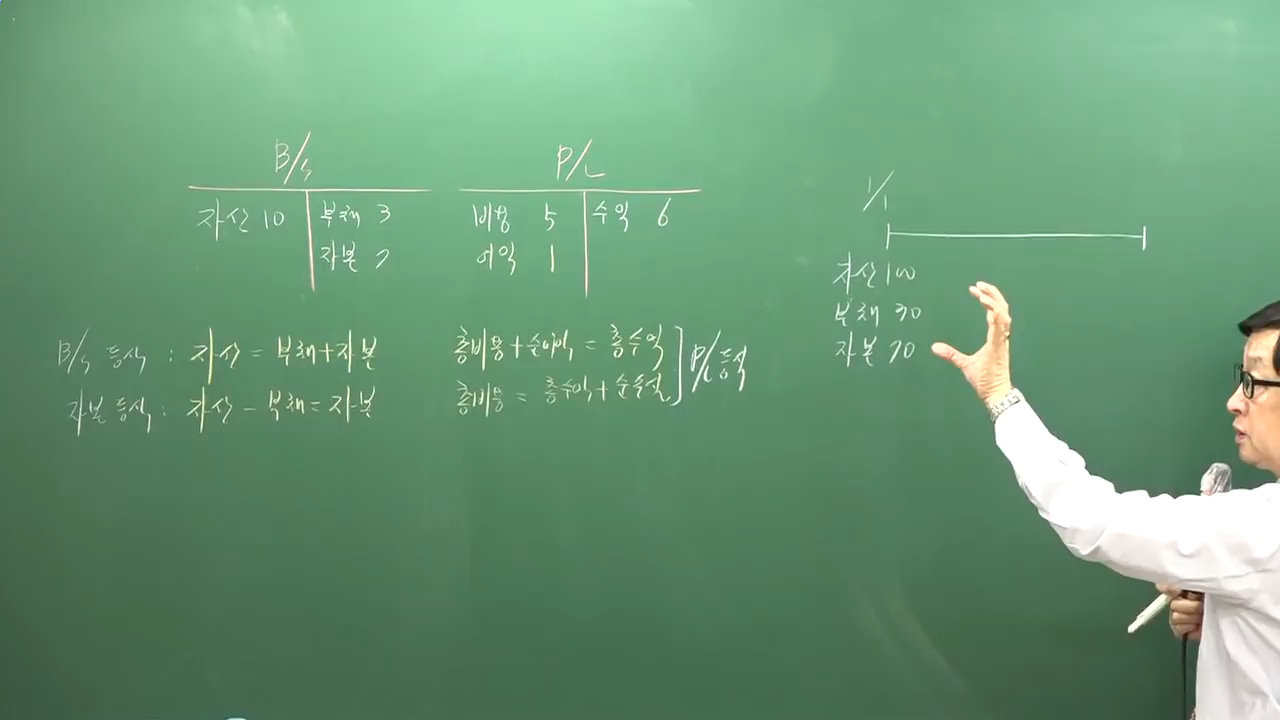 B/S
자산 10 부채 3
자본 7
P/L
비용 5 수익 6
이익 1
B/S 등식 : 자산 = 부채 + 자본
자본 등식 : 자산 - 부채 = 자본
총비용 + 순이익 = 총수익
총비용 = 총수익 + 순손실
P/L 등식
1/1
자산 100
부채 30
자본 70